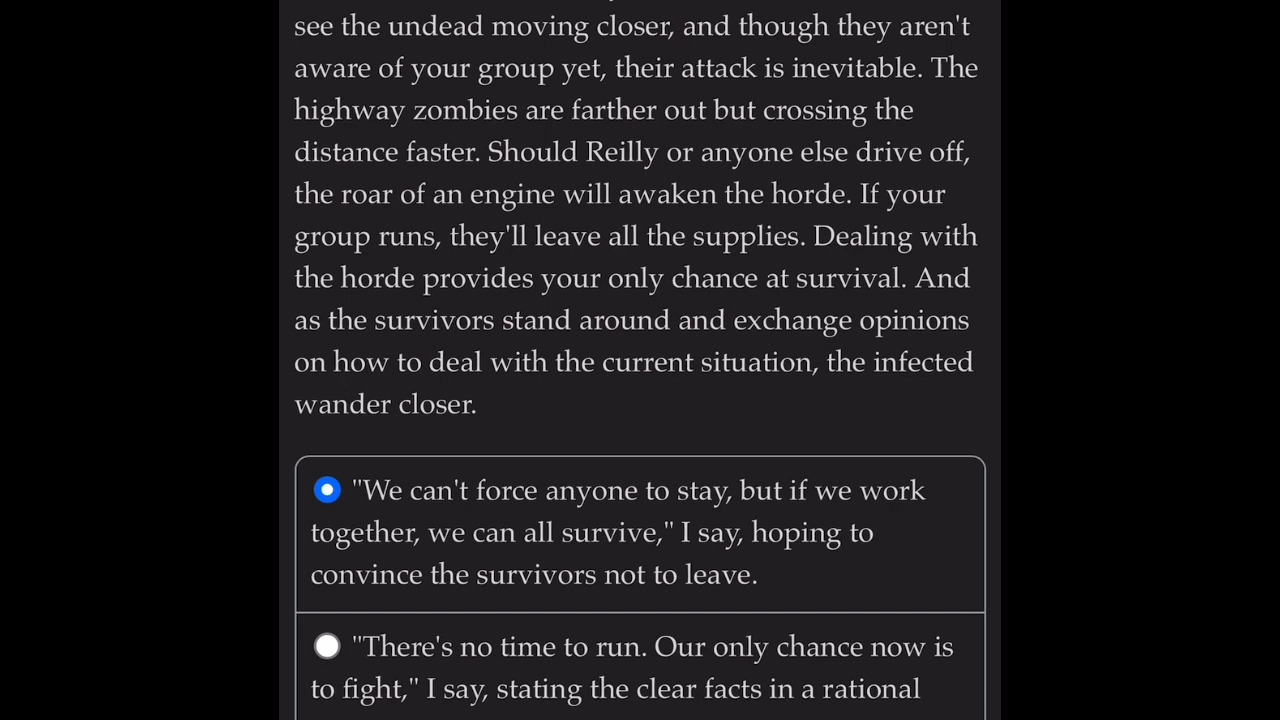 see the undead moving closer, and though they aren't
aware of your group yet, their attack is inevitable. The
highway zombies are farther out but crossing the
distance faster. Should Reilly or anyone else drive off,
the roar of an engine will awaken the horde. If your
group runs, they'll leave all the supplies. Dealing with
the horde provides your only chance at survival. And
as the survivors stand around and exchange opinions
on how to deal with the current situation, the infected
wander closer.
"We can't force anyone to stay, but if we work
together, we can all survive," I say, hoping to
convince the survivors not to leave.
"There's no time to run. Our only chance now is
to fight," I say, stating the clear facts in a rational